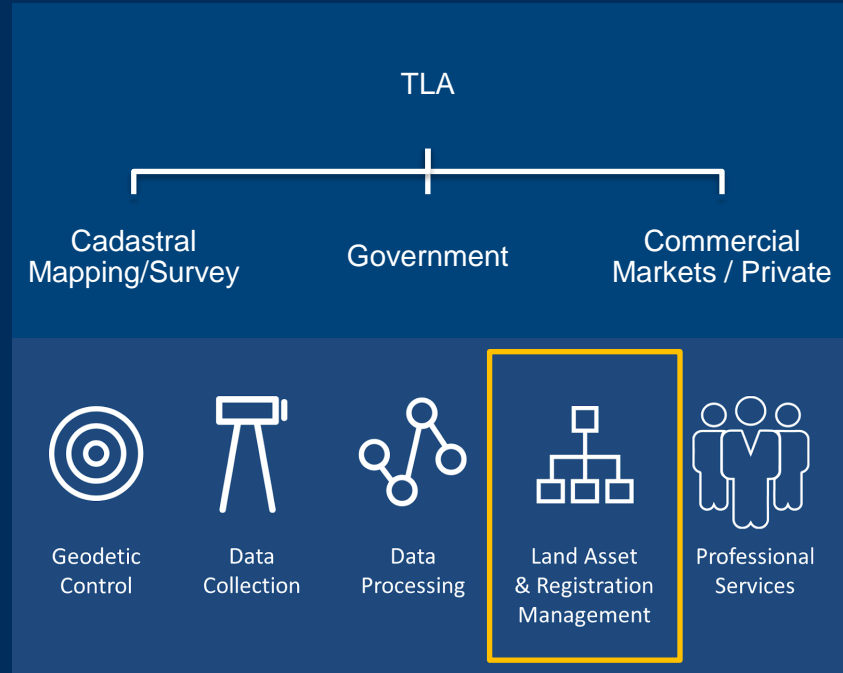 TLA
Cadastral
Mapping/Survey
Government
Commercial
Markets / Private
Geodetic
Control
Data
Collection
Data
Processing
Land Asset
& Registration
Management
Professional
Services